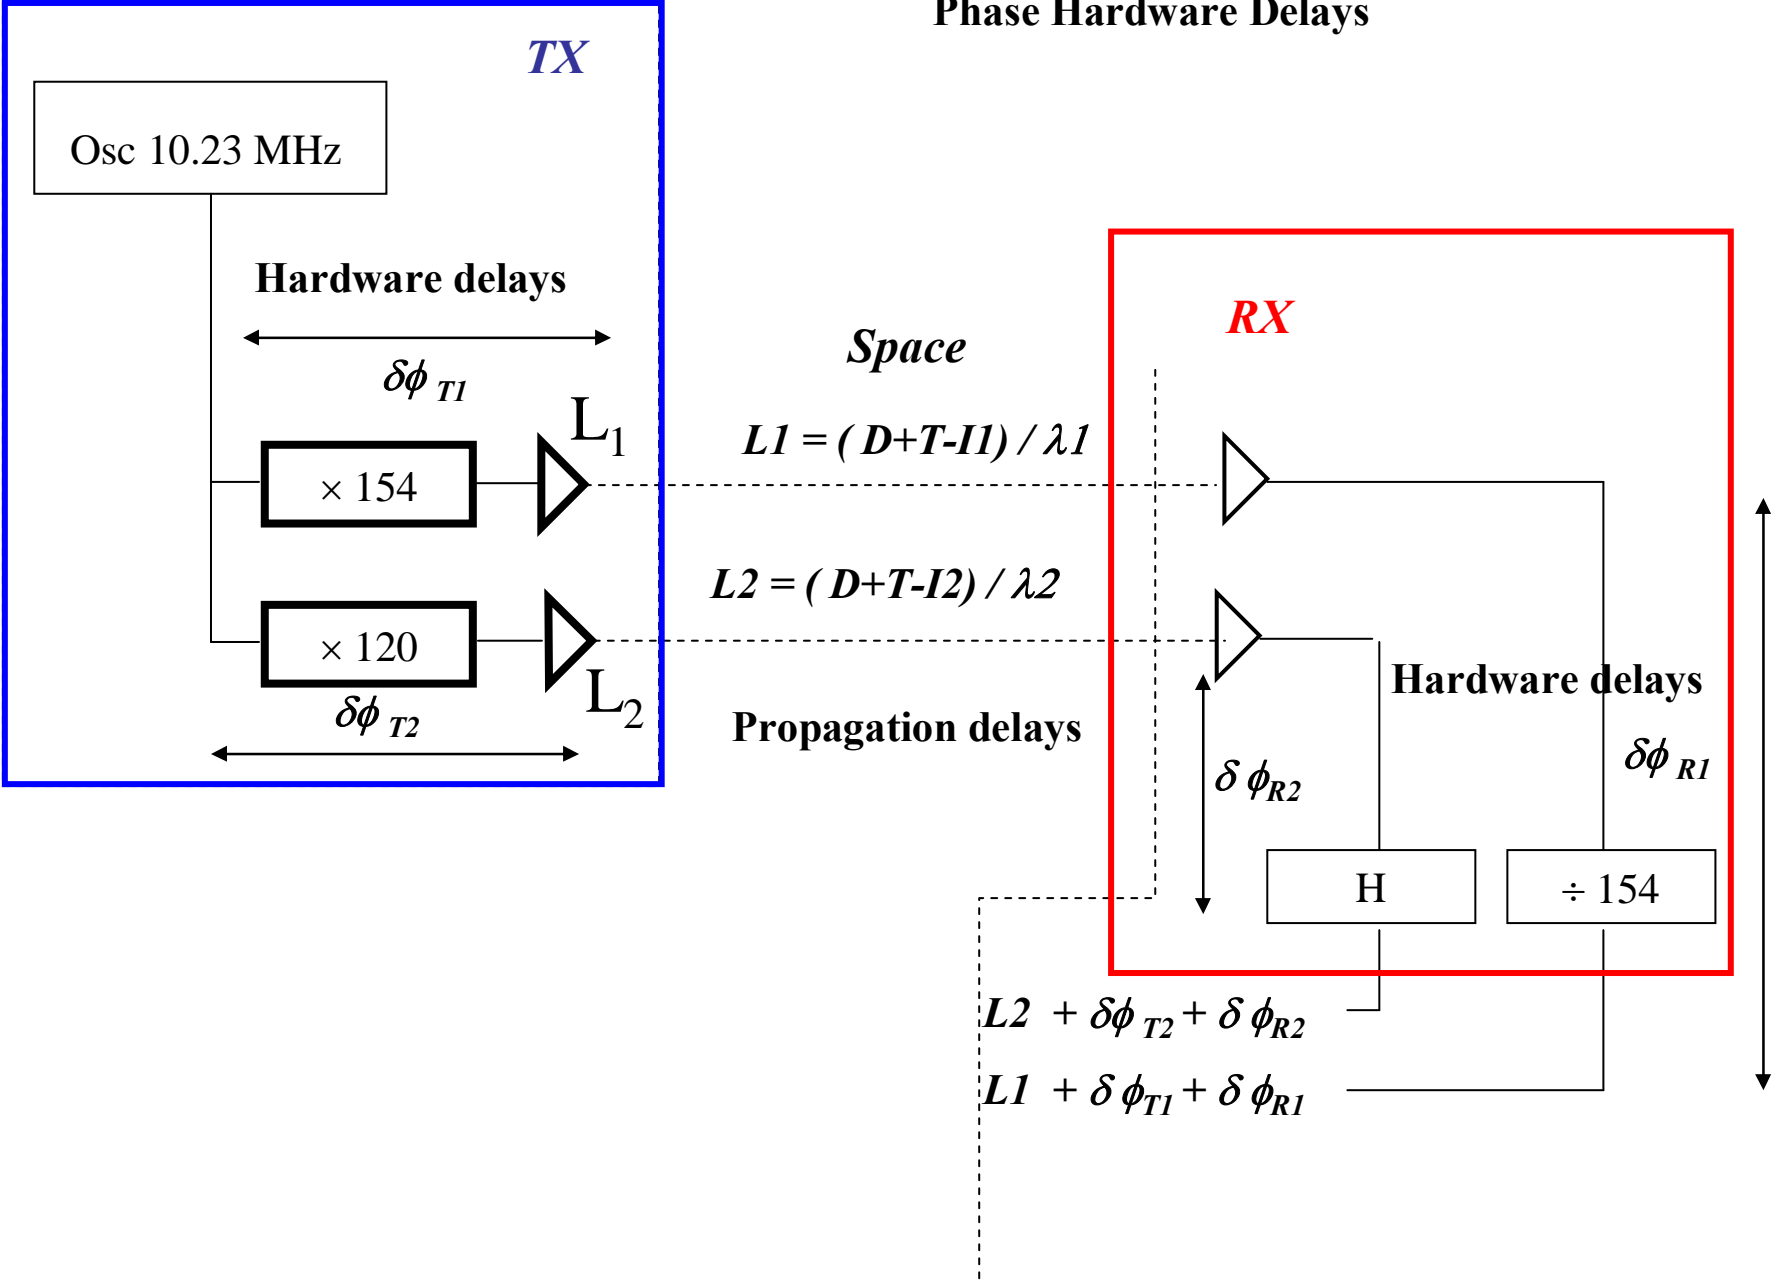 Phase Hardware Delays
TX
Osc 10.23 MHz
Hardware delays
δϕ T1
L1
× 154
× 120
L2
δϕ T2
Space
L1 = ( D+T-I1) / λ1
L2 = ( D+T-I2) / λ2
Propagation delays
RX
Hardware delays
δϕ R1
δ ϕR2
H
÷ 154
L2 + δϕ T2 + δ ϕR2
L1 + δ ϕT1 + δ ϕR1